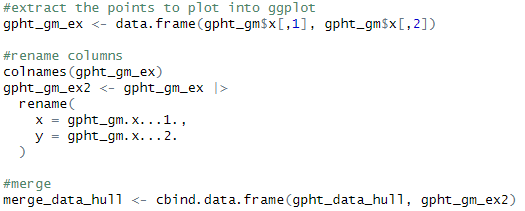 #extract the points to plot into ggplot
gpht_gm_ex <- data.frame(gpht_gm$x[,1], gpht_gm$x[,2])
#rename columns
colnames(gpht_gm_ex)
gpht_gm_ex2 <- gpht_gm_ex |>
rename(
x = gpht_gm.x...1.,
y = gpht_gm.x...2.
)
#merge
merge_data_hull <- cbind.data.frame(gpht_data_hull, gpht_gm_ex2)